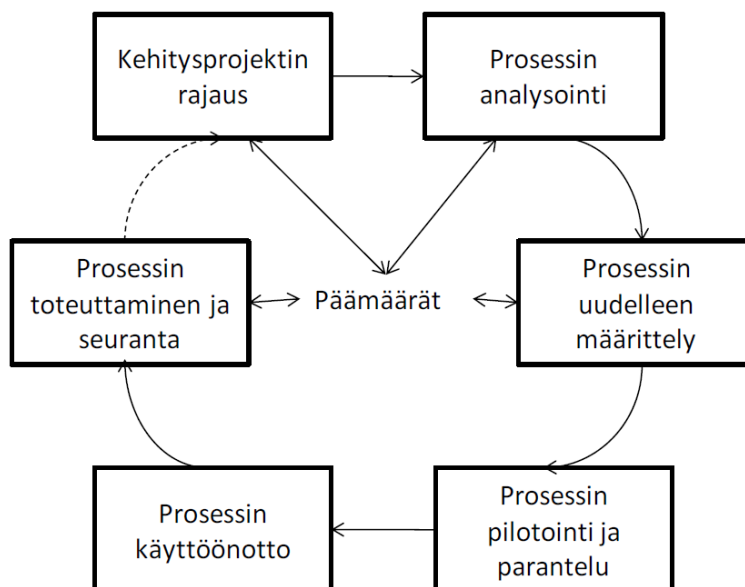 Kehitysprojektin
rajaus
Prosessin
analysointi
Prosessin
toteuttaminen ja
seuranta
Päämäärät
Prosessin
uudelleen
määrittely
Prosessin
käyttöönotto
Prosessin
pilotointi ja
parantelu